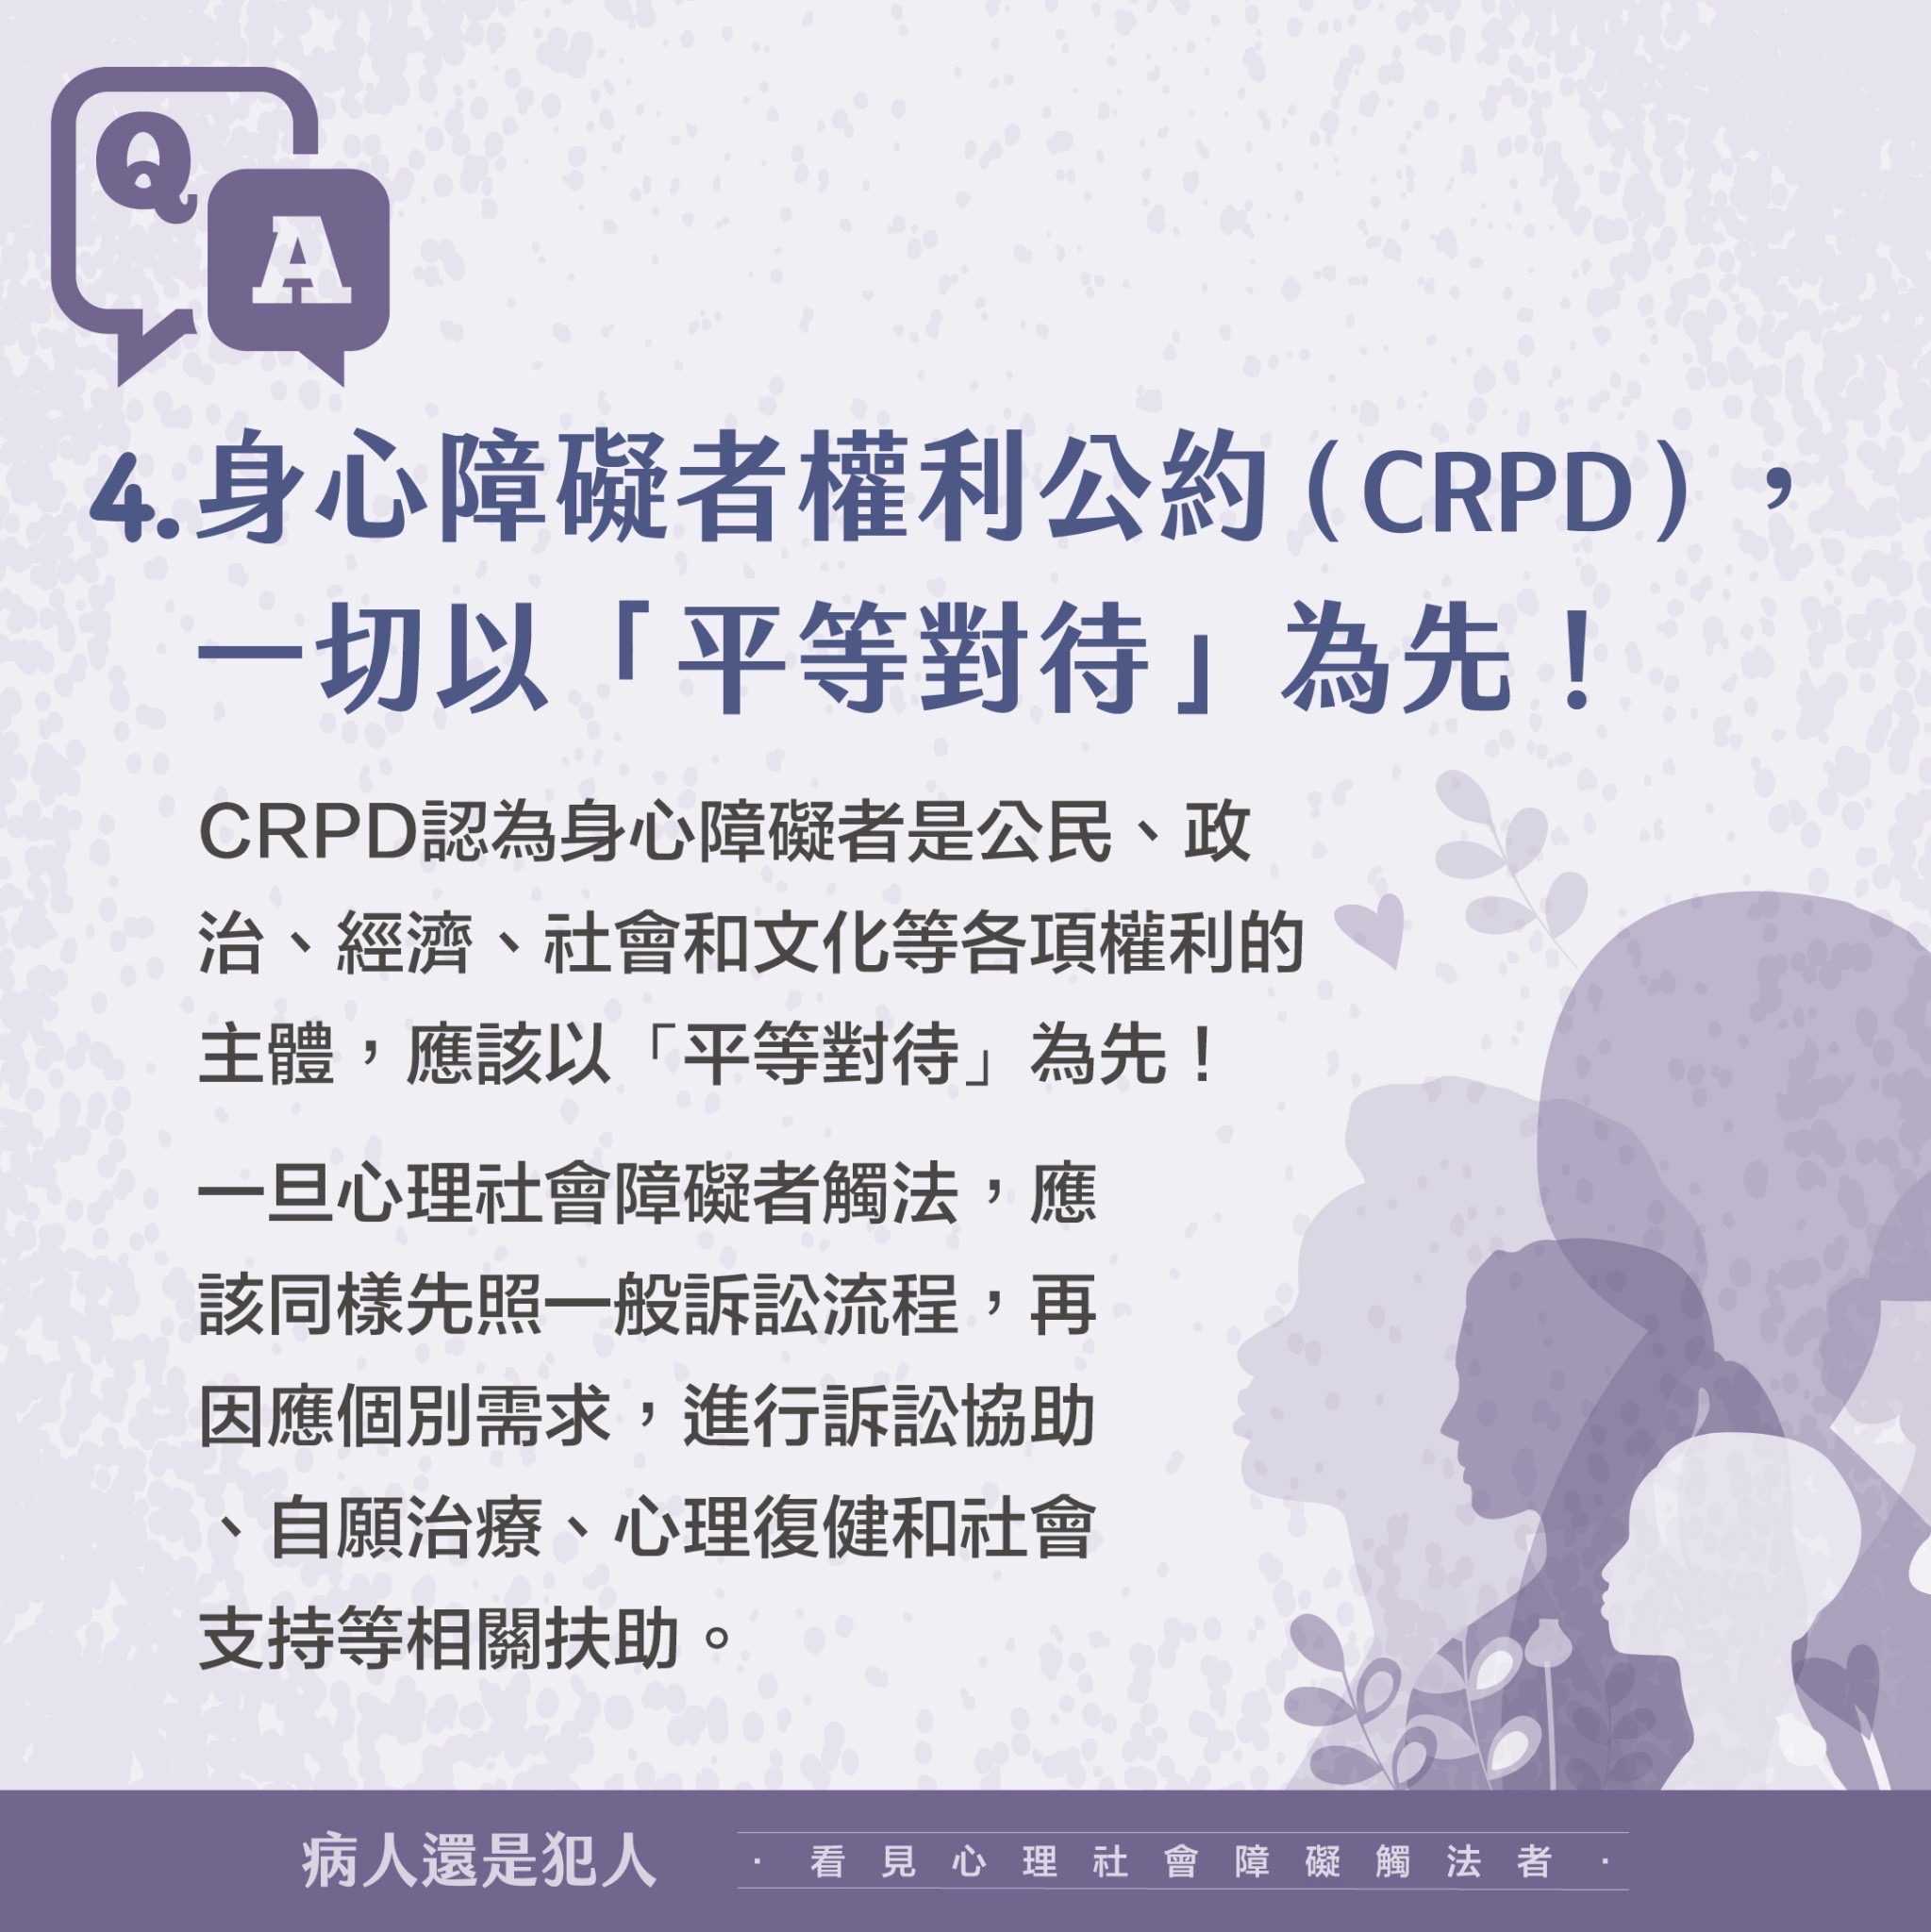 Q
A
4.身心障礙者權利公約(CRPD),
一切以「平等對待」為先!
CRPD認為身心障礙者是公民、政
治、經濟、社會和文化等各項權利的
主體,應該以「平等對待」為先!
一旦心理社會障礙者觸法,應
該同樣先照一般訴訟流程,再
因應個別需求,進行訴訟協助
、自願治療、心理復健和社會
支持等相關扶助。
病人還是犯人
· 看見心理社會障礙觸法者 ·